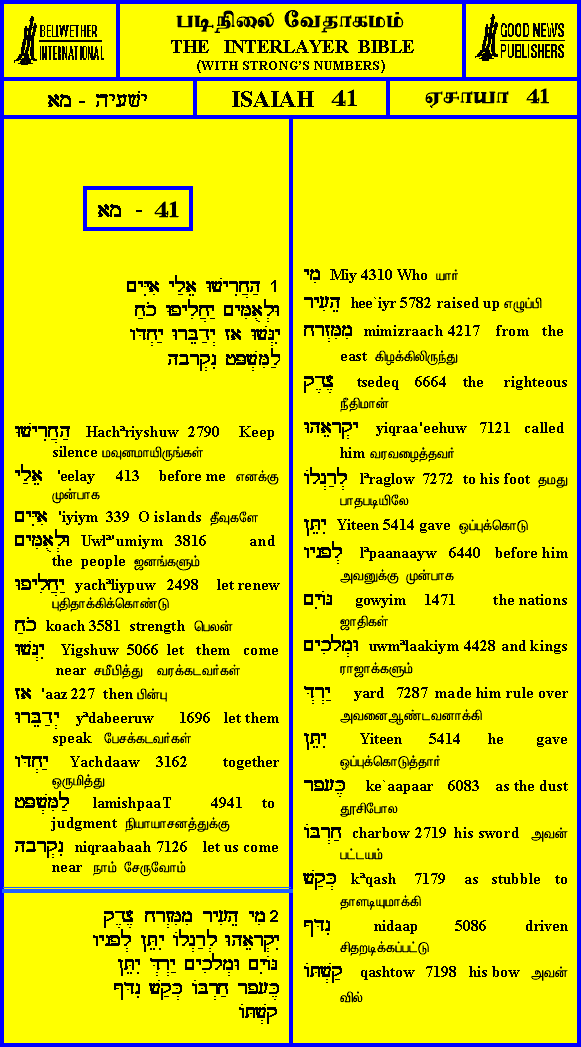 BELLWETHER
INTERNATIONAL
படிநிலை வேதாகமம்
THE INTERLAYER BIBLE
(WITH STRONG'S NUMBERS)
GOOD NEWS
PUBLISHERS
ישעיה - מא
ISAIAH 41
ஏசாயா 41
מא - 41
1 הַחֲרִישׁוּ אֵלַי אִיִּים
וּלְאֻמִּים יַחֲלִיפוּ כֹחַ
יִגְּשׁוּ אָז יְדַבֵּרוּ יַחְדָּו
לַמִּשְׁפָּט נִקְרָבָה
הַחֲרִישׁוּ Hachªriyshuw 2790 Keep
silence மவுனமாயிருங்கள்
אֵלַי 'eelay 413 before me எனக்கு
முன்பாக
אִיִּים 'iyiym 339 O islands தீவுகளே
וּלְאֻמִּים Uwlª'umiym 3816 and
the people ஜனங்களும்
יַחֲלִיפוּ yachªliypuw 2498 let renew
புதிதாக்கிக்கொண்டு
כֹחַ koach 3581 strength பெலன்
יִגְּשׁוּ Yigshuw 5066 let them come
near சமீபித்து வரக்கடவர்கள்
אָז 'aaz 227 then பின்பு
יְדַבֵּרוּ yªdabeeruw 1696 let them
speak பேசக்கடவர்கள்
יַחְדָּו Yachdaaw 3162 together
ஒருமித்து
לַמִּשְׁפָּט lamishpaaT 4941 to
judgment நியாயாசனத்துக்கு
נִקְרָבָה niqraabaah 7126 let us come
near நாம் சேருவோம்
2 מִי הֵעִיר מִמִּזְרָח צֶדֶק
יִקְרָאֵהוּ לְרַגְלוֹ יִתֵּן לְפָנָיו
גּוֹיִם וּמְלָכִים יַרְדְּ יִתֵּן
כֶּעָפָר חַרְבּוֹ כְּקַשׁ נִדָּף
קַשְׁתּוֹ
מִי Miy 4310 Who யார்
הֵעִיר hee`iyr 5782 raised up எழுப்பி
מִמִּזְרָח mimizraach 4217 from the
east கிழக்கிலிருந்து
צֶדֶק tsedeq 6664 the righteous
நீதிமான்
יִקְרָאֵהוּ yiqraa'eehuw 7121 called
him வரவழைத்தவர்
לְרַגְלוֹ lªraglow 7272 to his foot தமது
பாதபடியிலே
יִתֵּן Yiteen 5414 gave ஒப்புக்கொடு
לְפָנָיו lªpaanaayw 6440 before him
அவனுக்கு முன்பாக
גּוֹיִם gowyim 1471 the nations
ஜாதிகள்
וּמְלָכִים uwmªlaakiym 4428 and kings
ராஜாக்களும்
יַרְדְּ yard 7287 made him rule over
அவனைஆண்டவனாக்கி
יִתֵּן Yiteen 5414 he gave
ஒப்புக்கொடுத்தார்
כֶּעָפָר ke`aapaar 6083 as the dust
தூசிபோல
חַרְבּוֹ charbow 2719 his sword அவன்
பட்டயம்
כְּקַשׁ kªqash 7179 as stubble to
தாளடியுமாக்கி
נִדָּף nidaap 5086 driven
சிதறடிக்கப்பட்டு
קַשְׁתּוֹ qashtow 7198 his bow அவன்
வில்